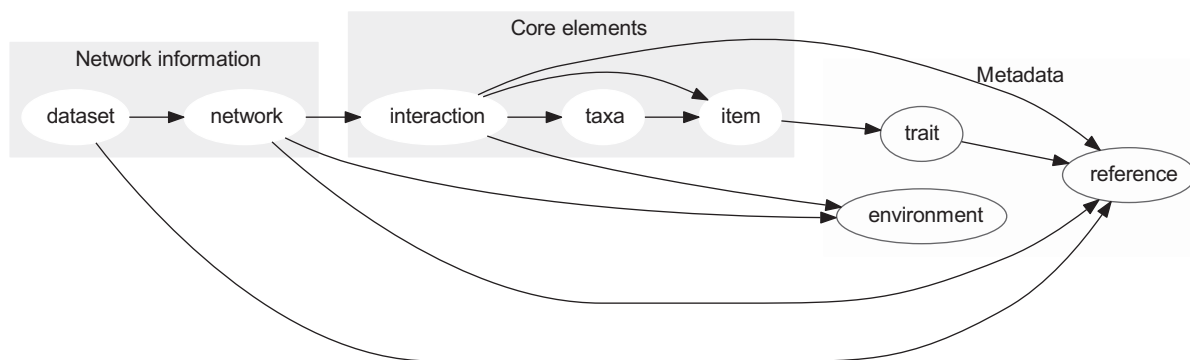 Core elements
Network information
Metadata
dataset
network
interaction
taxa
item
trait
reference
environment